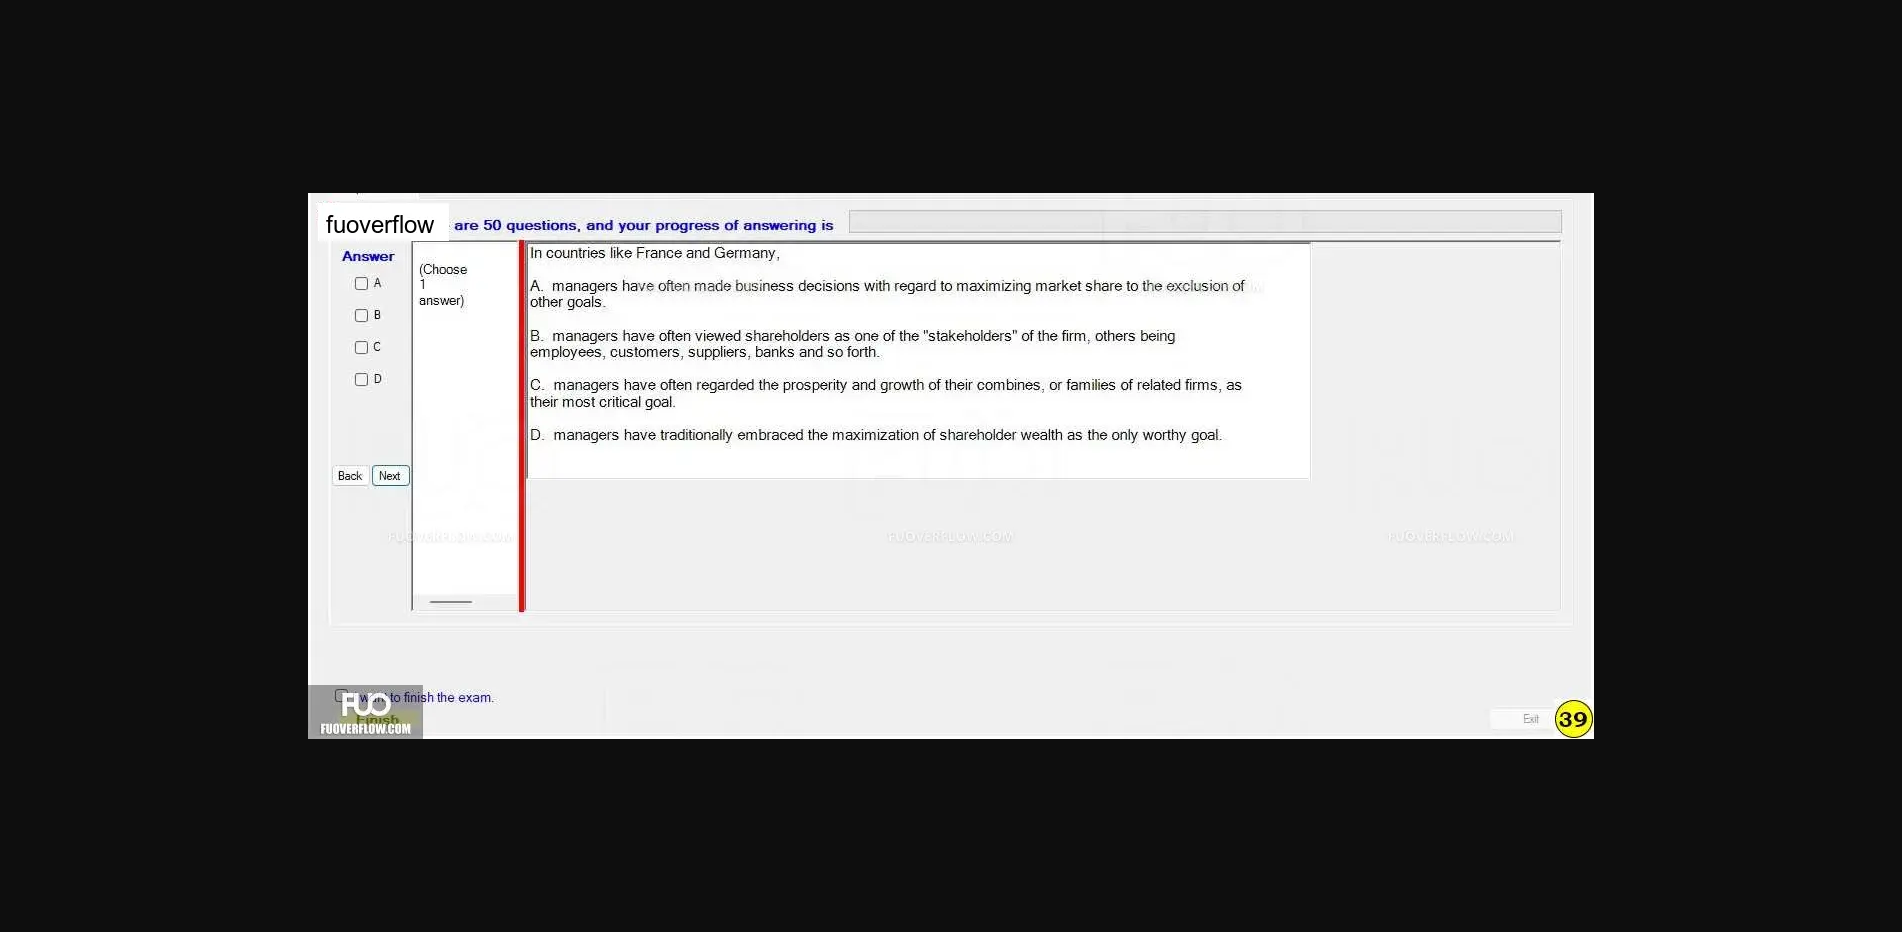 fuoverflow are 50 questions, and your progress of answering is
Answer
A
B
C
D
Back Next
(Choose
1
answer)
In countries like France and Germany,
A. managers have often made business decisions with regard to maximizing market share to the exclusion of
other goals.
B. managers have often viewed shareholders as one of the "stakeholders" of the firm, others being
employees, customers, suppliers, banks and so forth.
C. managers have often regarded the prosperity and growth of their combines, or families of related firms, as
their most critical goal.
D. managers have traditionally embraced the maximization of shareholder wealth as the only worthy goal.
FUOVERFLOW.COM FUOVERFLOW.COM FUOVERFLOW.COM
want to finish the exam.
Finish
FUO
FUOVERFLOW.COM
Exit 39